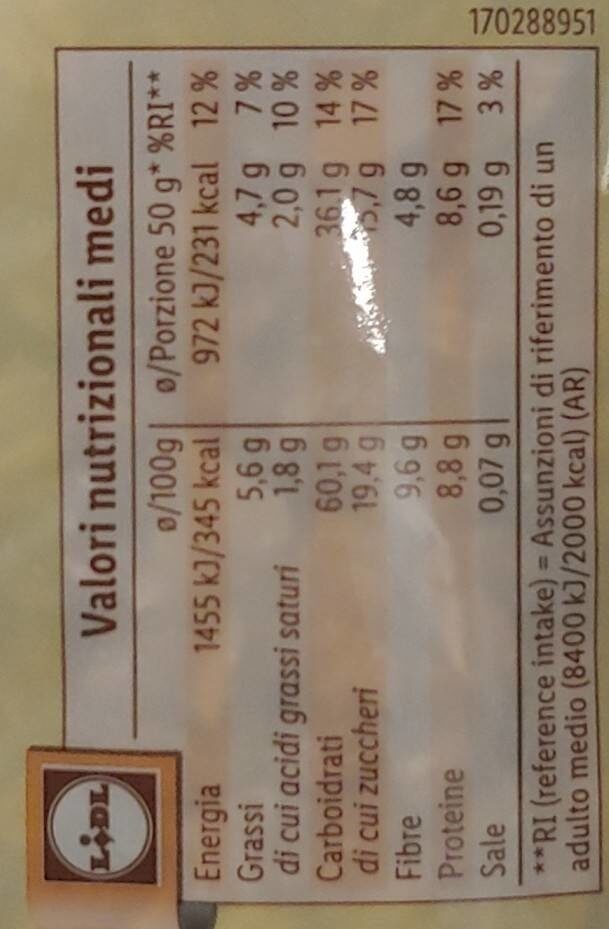 LiDL
Valori nutrizionali medi
ø/100g ø/Porzione 50 g* %RI**
Energia 1455 kJ/345 kcal 972 kJ/231 kcal 12 %
Grassi 5,6 g 4,7 g 7 %
di cui acidi grassi saturi 1,8 g 2,0 g 10 %
Carboidrati 60,1 g 36,1 g 14 %
di cui zuccheri 19,4 g 17 %
Fibre 9,6 g 4,8 g
Proteine 8,8 g 8,6 g 17 %
Sale 0,07 g 0,19 g 3 %
**RI (reference intake) = Assunzioni di riferimento di un
adulto medio (8400 kJ/2000 kcal) (AR)
170288951